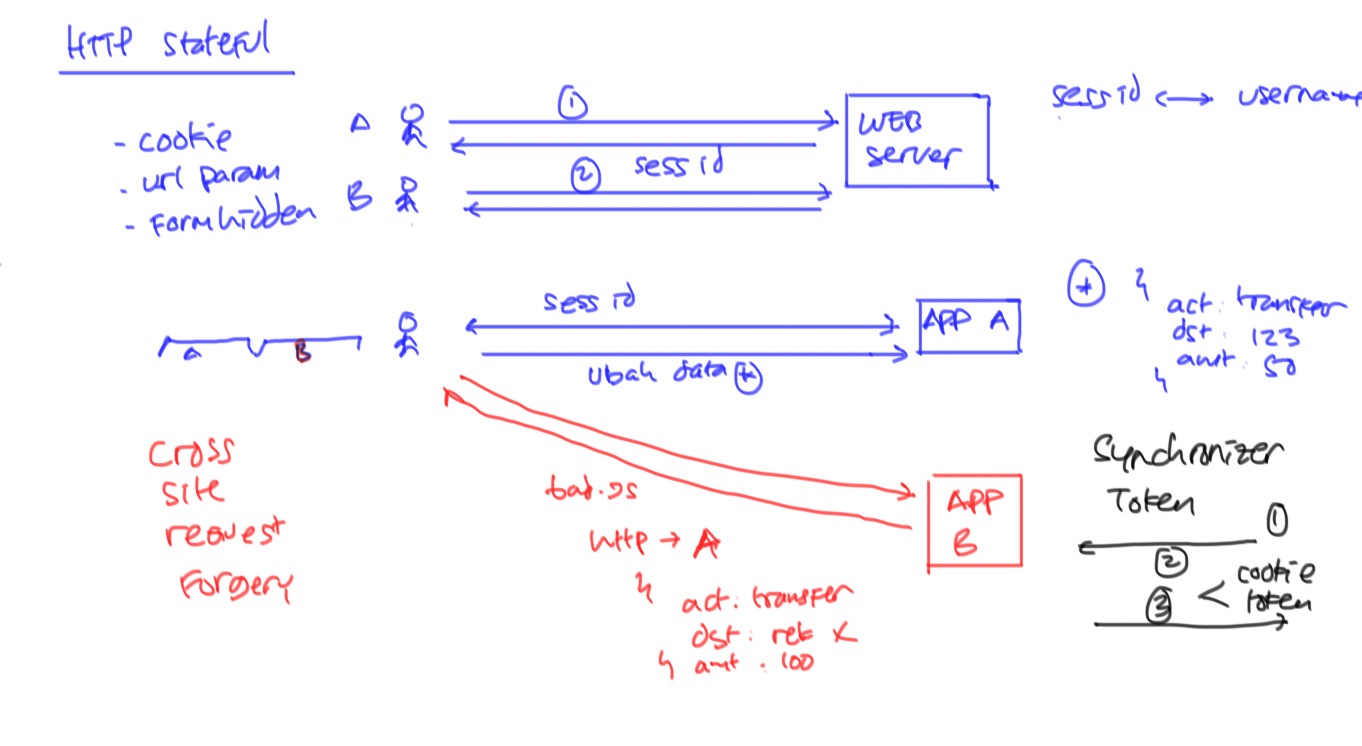 HTTP stateful
- cookie
- url param
- form hidden
A
B
①
② sess id
WEB
server
sess id <-> username
A
B
sess id
ubah data (*)
APP A
(*) {
act : transfer
dst : 123
amt : 50
}
cross
site
request
Forgery
bad.js
http → A
{
act : transfer
dst : rek X
} amt : 100
APP
B
Synchronizer
Token
①
②
③ < cookie
token